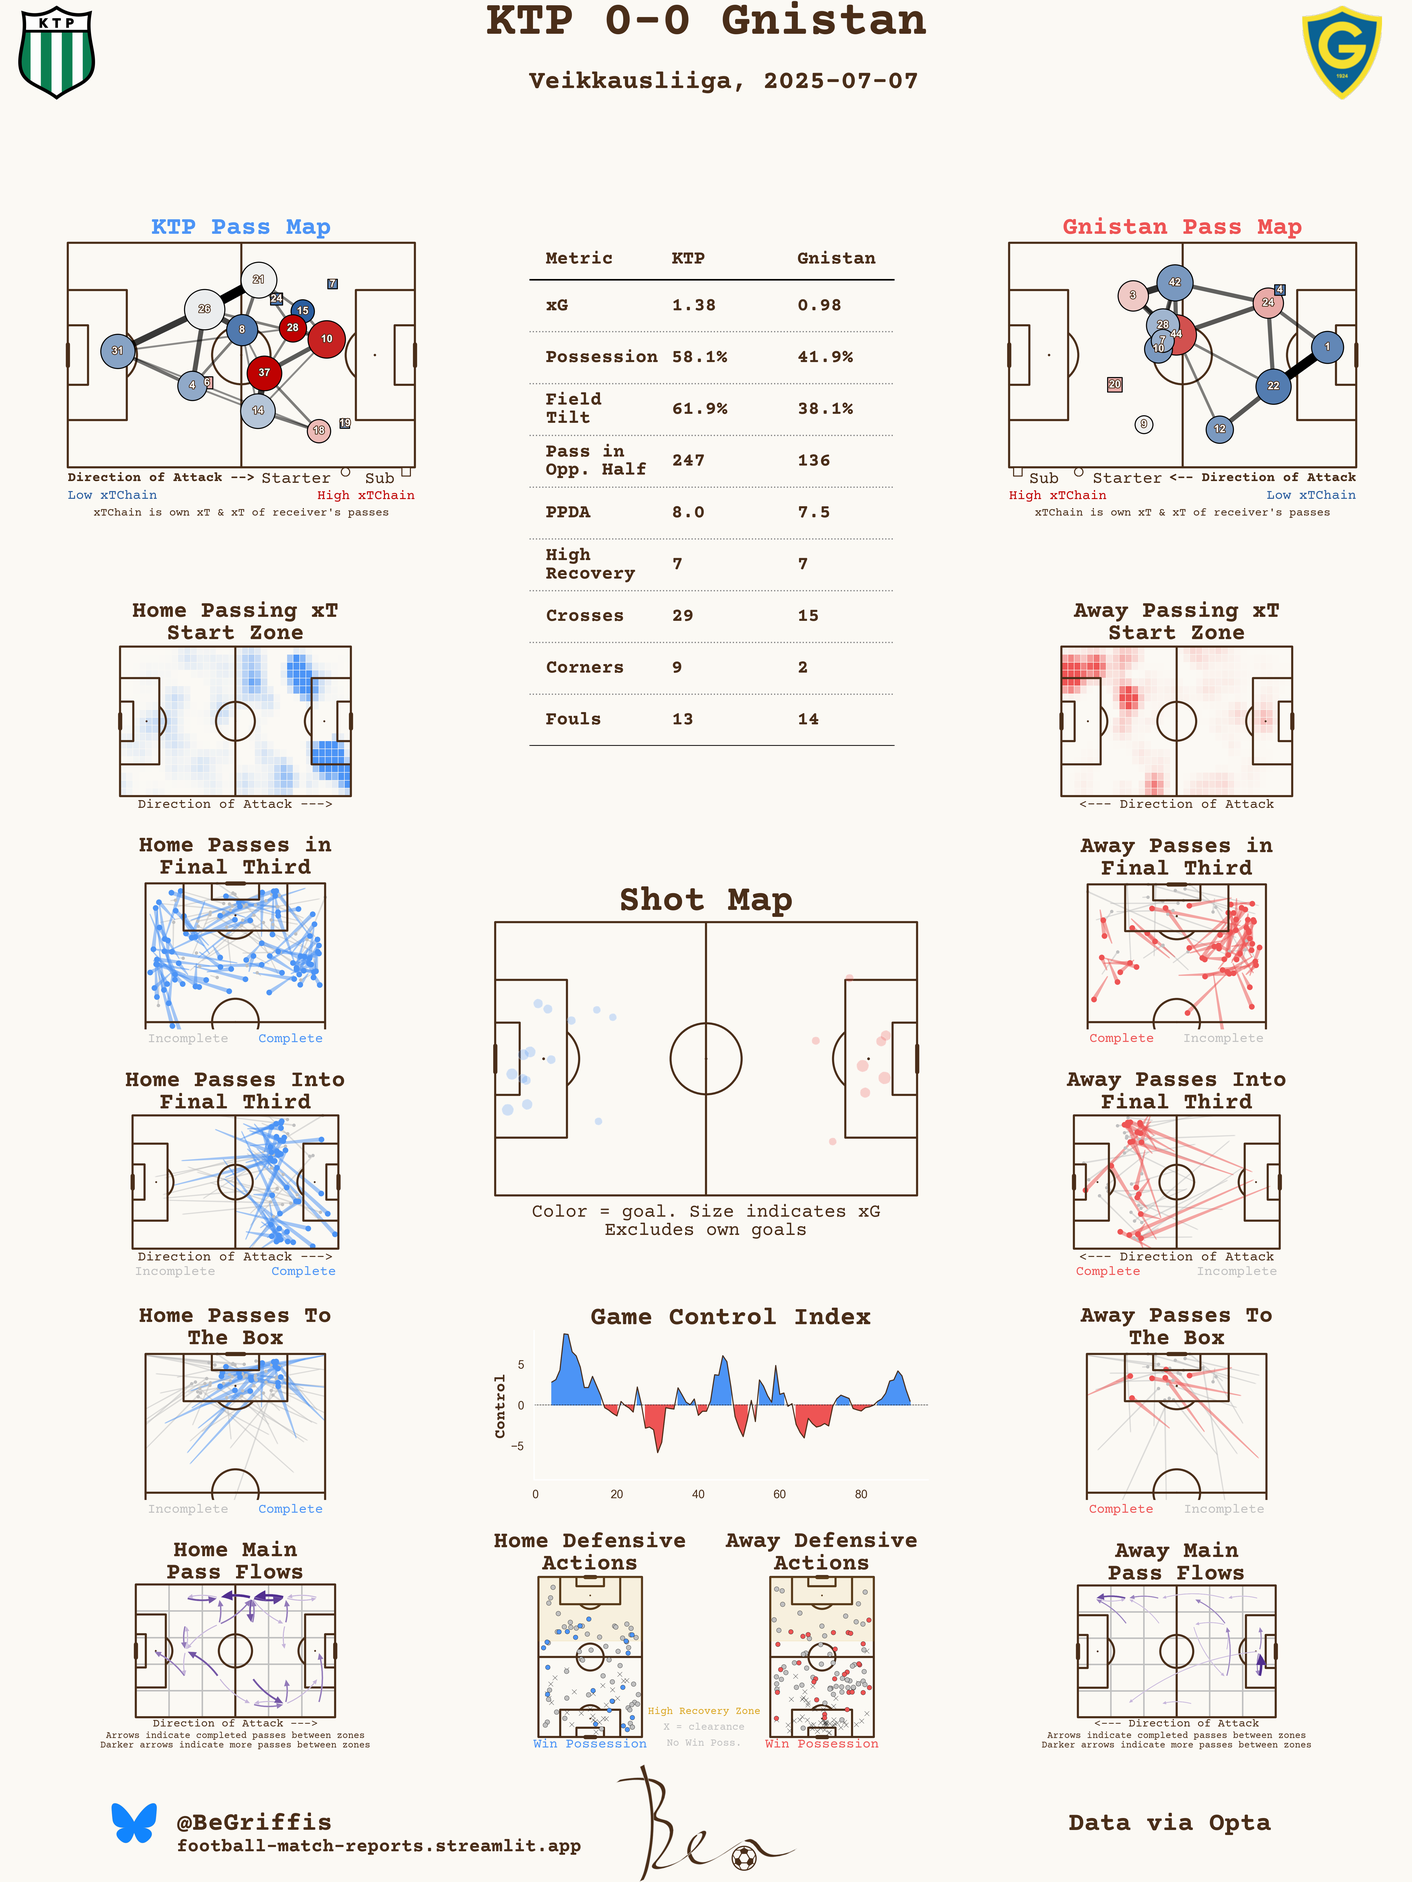 KTP 0-0 Gnistan
KTP
1924
Veikkausliiga, 2025-07-07
KTP Pass Map
21
7
24
26
15
28
8
10
31
37
4
6
14
18
19
Direction of Attack --> Starter Sub
Low xTChain High xTChain
xTChain is own xT & xT of receiver's passes
Metric KTP Gnistan
xG 1.38 0.98
Possession 58.1% 41.9%
Field
Tilt 61.9% 38.1%
Pass in
Opp. Half 247 136
PPDA 8.0 7.5
High
Recovery 7 7
Crosses 29 15
Corners 9 2
Fouls 13 14
Gnistan Pass Map
42
3
4
24
28
44
7
10
1
20
22
9
12
Sub Starter <-- Direction of Attack
High xTChain Low xTChain
xTChain is own xT & xT of receiver's passes
Home Passing xT
Start Zone
Direction of Attack --->
Away Passing xT
Start Zone
<--- Direction of Attack
Home Passes in
Final Third
Incomplete Complete
Away Passes in
Final Third
Complete Incomplete
Shot Map
Color = goal. Size indicates xG
Excludes own goals
Home Passes Into
Final Third
Direction of Attack --->
Incomplete Complete
Away Passes Into
Final Third
<--- Direction of Attack
Complete Incomplete
Home Passes To
The Box
Incomplete Complete
Game Control Index
Control
5
0
−5
0 20 40 60 80
Away Passes To
The Box
Complete Incomplete
Home Main
Pass Flows
Direction of Attack --->
Arrows indicate completed passes between zones
Darker arrows indicate more passes between zones
Home Defensive
Actions
Win Possession
Away Defensive
Actions
Win Possession
High Recovery Zone
X = clearance
No Win Poss.
Away Main
Pass Flows
<--- Direction of Attack
Arrows indicate completed passes between zones
Darker arrows indicate more passes between zones
@BeGriffis
football-match-reports.streamlit.app
Ben
Data via Opta